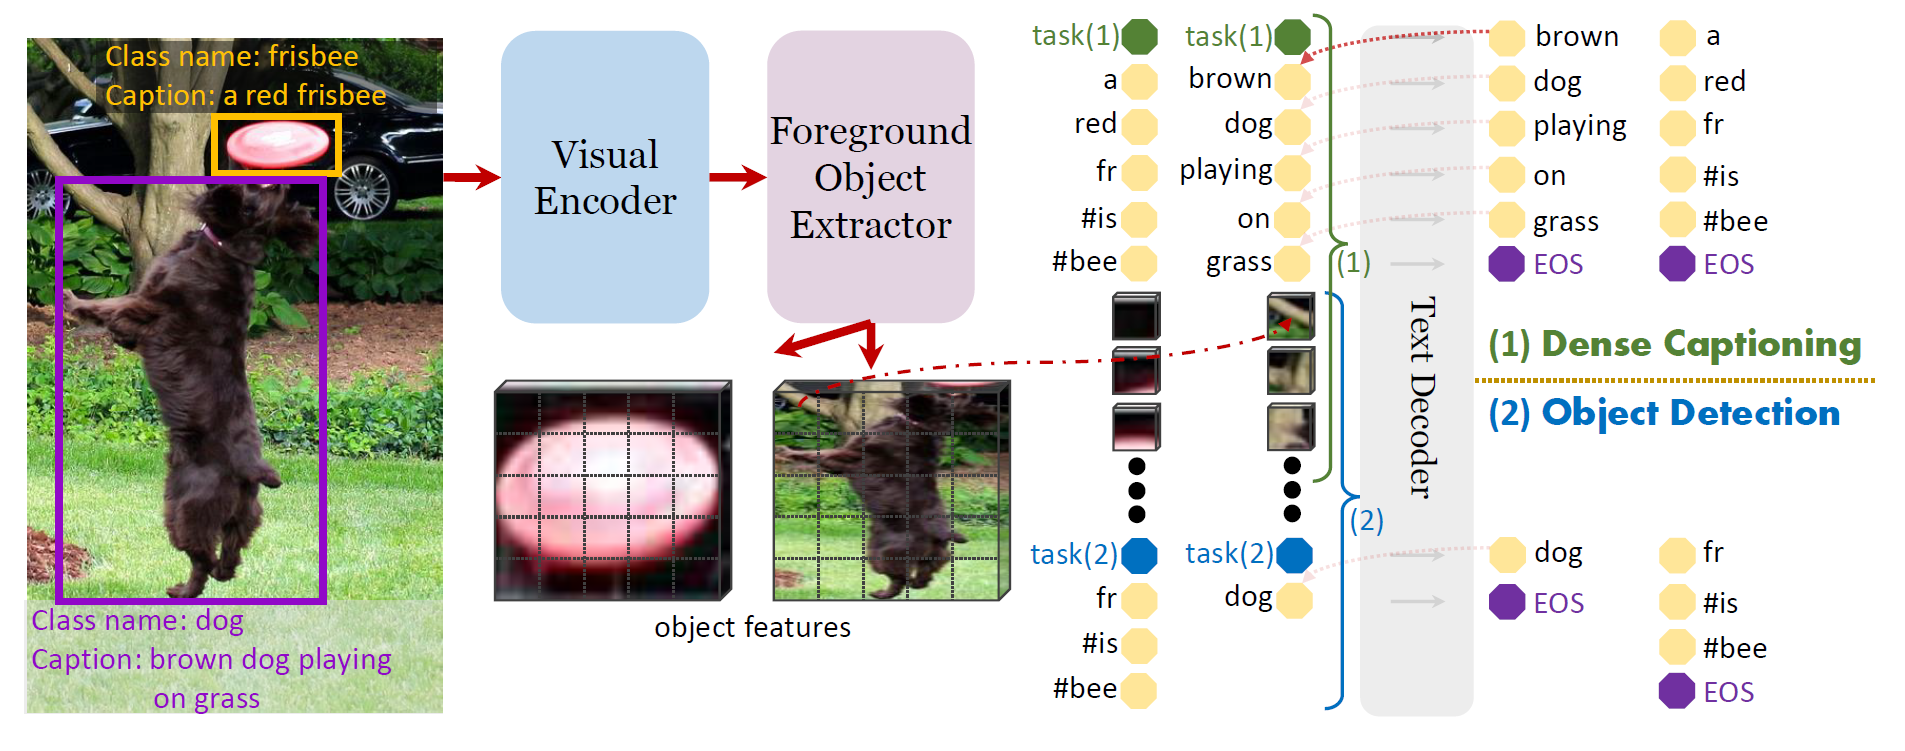 Class name: frisbee
Caption: a red frisbee
Class name: dog
Caption: brown dog playing
on grass
Visual
Encoder
Foreground
Object
Extractor
object features
task(1)
a
red
fr
#is
#bee
task(2)
fr
#is
#bee
task(1)
brown
dog
playing
on
grass
task(2)
dog
(1)
(2)
Text Decoder
brown
dog
playing
on
grass
EOS
a
red
fr
#is
#bee
EOS
(1) Dense Captioning
(2) Object Detection
dog
EOS
fr
#is
#bee
EOS